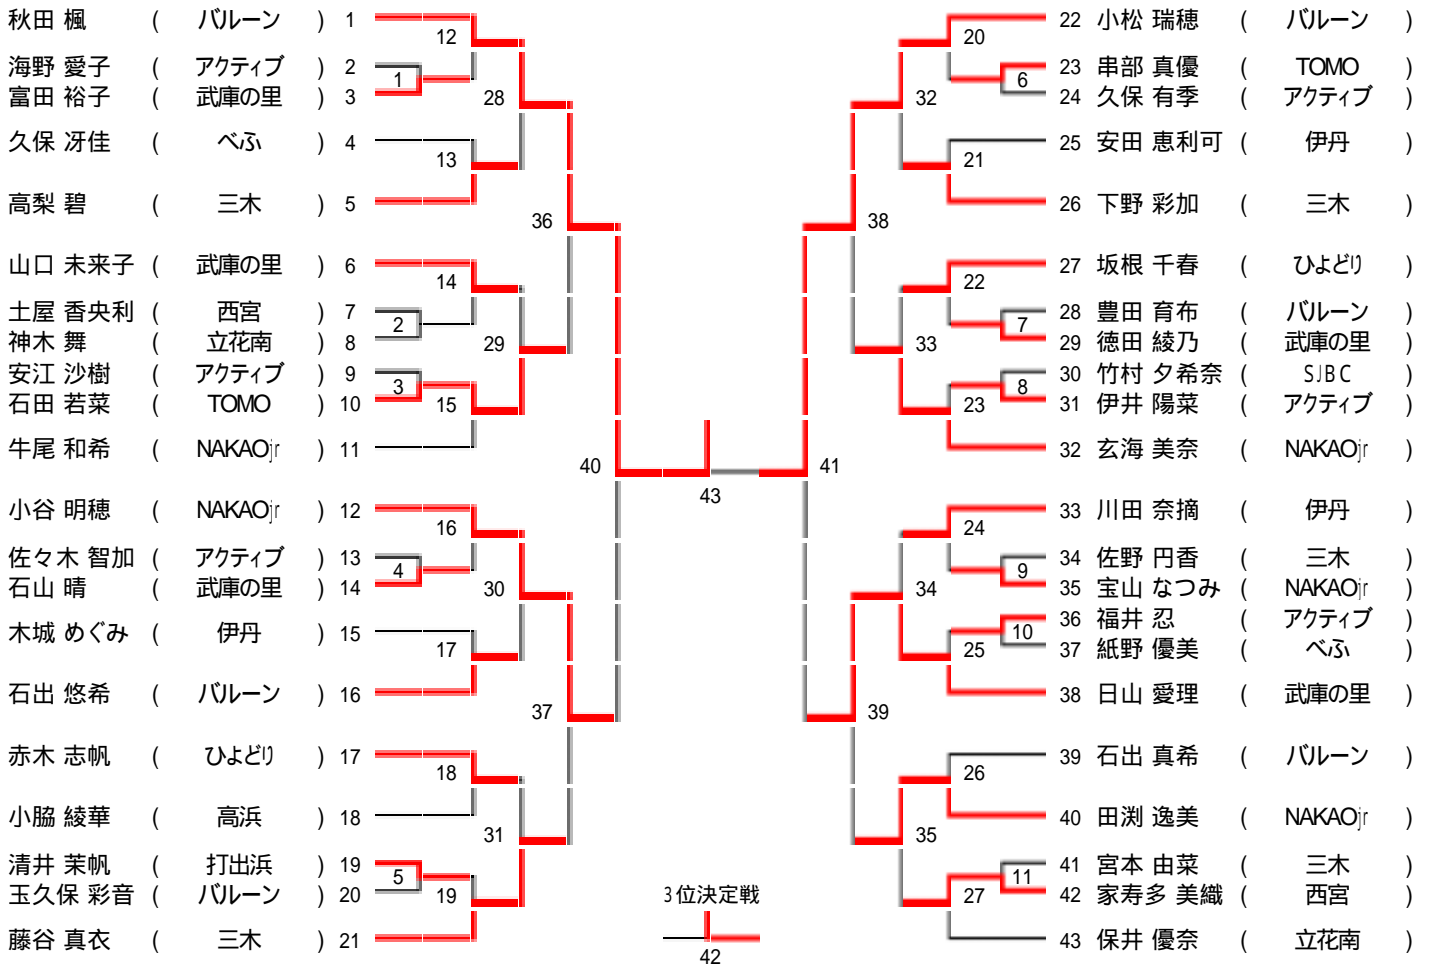 秋田 楓 ( バルーン ) 1
海野 愛子 ( アクティブ ) 2
富田 裕子 ( 武庫の里 ) 3
久保 冴佳 ( べふ ) 4
高梨 碧 ( 三木 ) 5
山口 未来子 ( 武庫の里 ) 6
土屋 香央利 ( 西宮 ) 7
神木 舞 ( 立花南 ) 8
安江 沙樹 ( アクティブ ) 9
石田 若菜 ( TOMO ) 10
牛尾 和希 ( NAKAOjr ) 11
小谷 明穂 ( NAKAOjr ) 12
佐々木 智加 ( アクティブ ) 13
石山 晴 ( 武庫の里 ) 14
木城 めぐみ ( 伊丹 ) 15
石出 悠希 ( バルーン ) 16
赤木 志帆 ( ひよどり ) 17
小脇 綾華 ( 高浜 ) 18
清井 茉帆 ( 打出浜 ) 19
玉久保 彩音 ( バルーン ) 20
藤谷 真衣 ( 三木 ) 21
12
1
28
13
36
14
2
29
3
15
40
16
4
30
17
37
18
31
5
19
43
3位決定戦
42
41
20
6
32
21
38
22
7
33
8
23
24
9
34
10
25
39
26
35
11
27
22 小松 瑞穂 ( バルーン )
23 串部 真優 ( TOMO )
24 久保 有季 ( アクティブ )
25 安田 恵利可 ( 伊丹 )
26 下野 彩加 ( 三木 )
27 坂根 千春 ( ひよどり )
28 豊田 育布 ( バルーン )
29 徳田 綾乃 ( 武庫の里 )
30 竹村 夕希奈 ( SJBC )
31 伊井 陽菜 ( アクティブ )
32 玄海 美奈 ( NAKAOjr )
33 川田 奈摘 ( 伊丹 )
34 佐野 円香 ( 三木 )
35 宝山 なつみ ( NAKAOjr )
36 福井 忍 ( アクティブ )
37 紙野 優美 ( べふ )
38 日山 愛理 ( 武庫の里 )
39 石出 真希 ( バルーン )
40 田渕 逸美 ( NAKAOjr )
41 宮本 由菜 ( 三木 )
42 家寿多 美織 ( 西宮 )
43 保井 優奈 ( 立花南 )